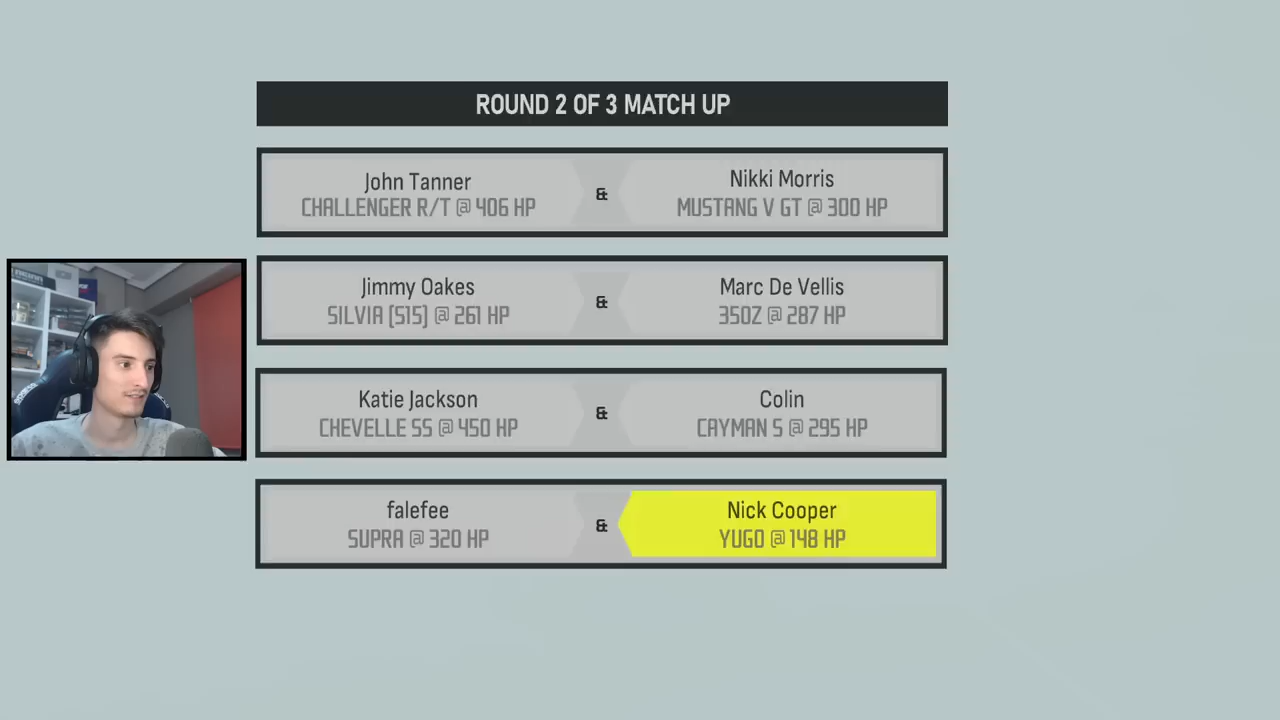 ROUND 2 OF 3 MATCH UP
John Tanner
CHALLENGER R/T @ 406 HP
&
Nikki Morris
MUSTANG V GT @ 300 HP
Jimmy Oakes
SILVIA (S15) @ 261 HP
&
Marc De Vellis
350Z @ 287 HP
Katie Jackson
CHEVELLE SS @ 450 HP
&
Colin
CAYMAN S @ 295 HP
falefee
SUPRA @ 320 HP
&
Nick Cooper
YUGO @ 148 HP